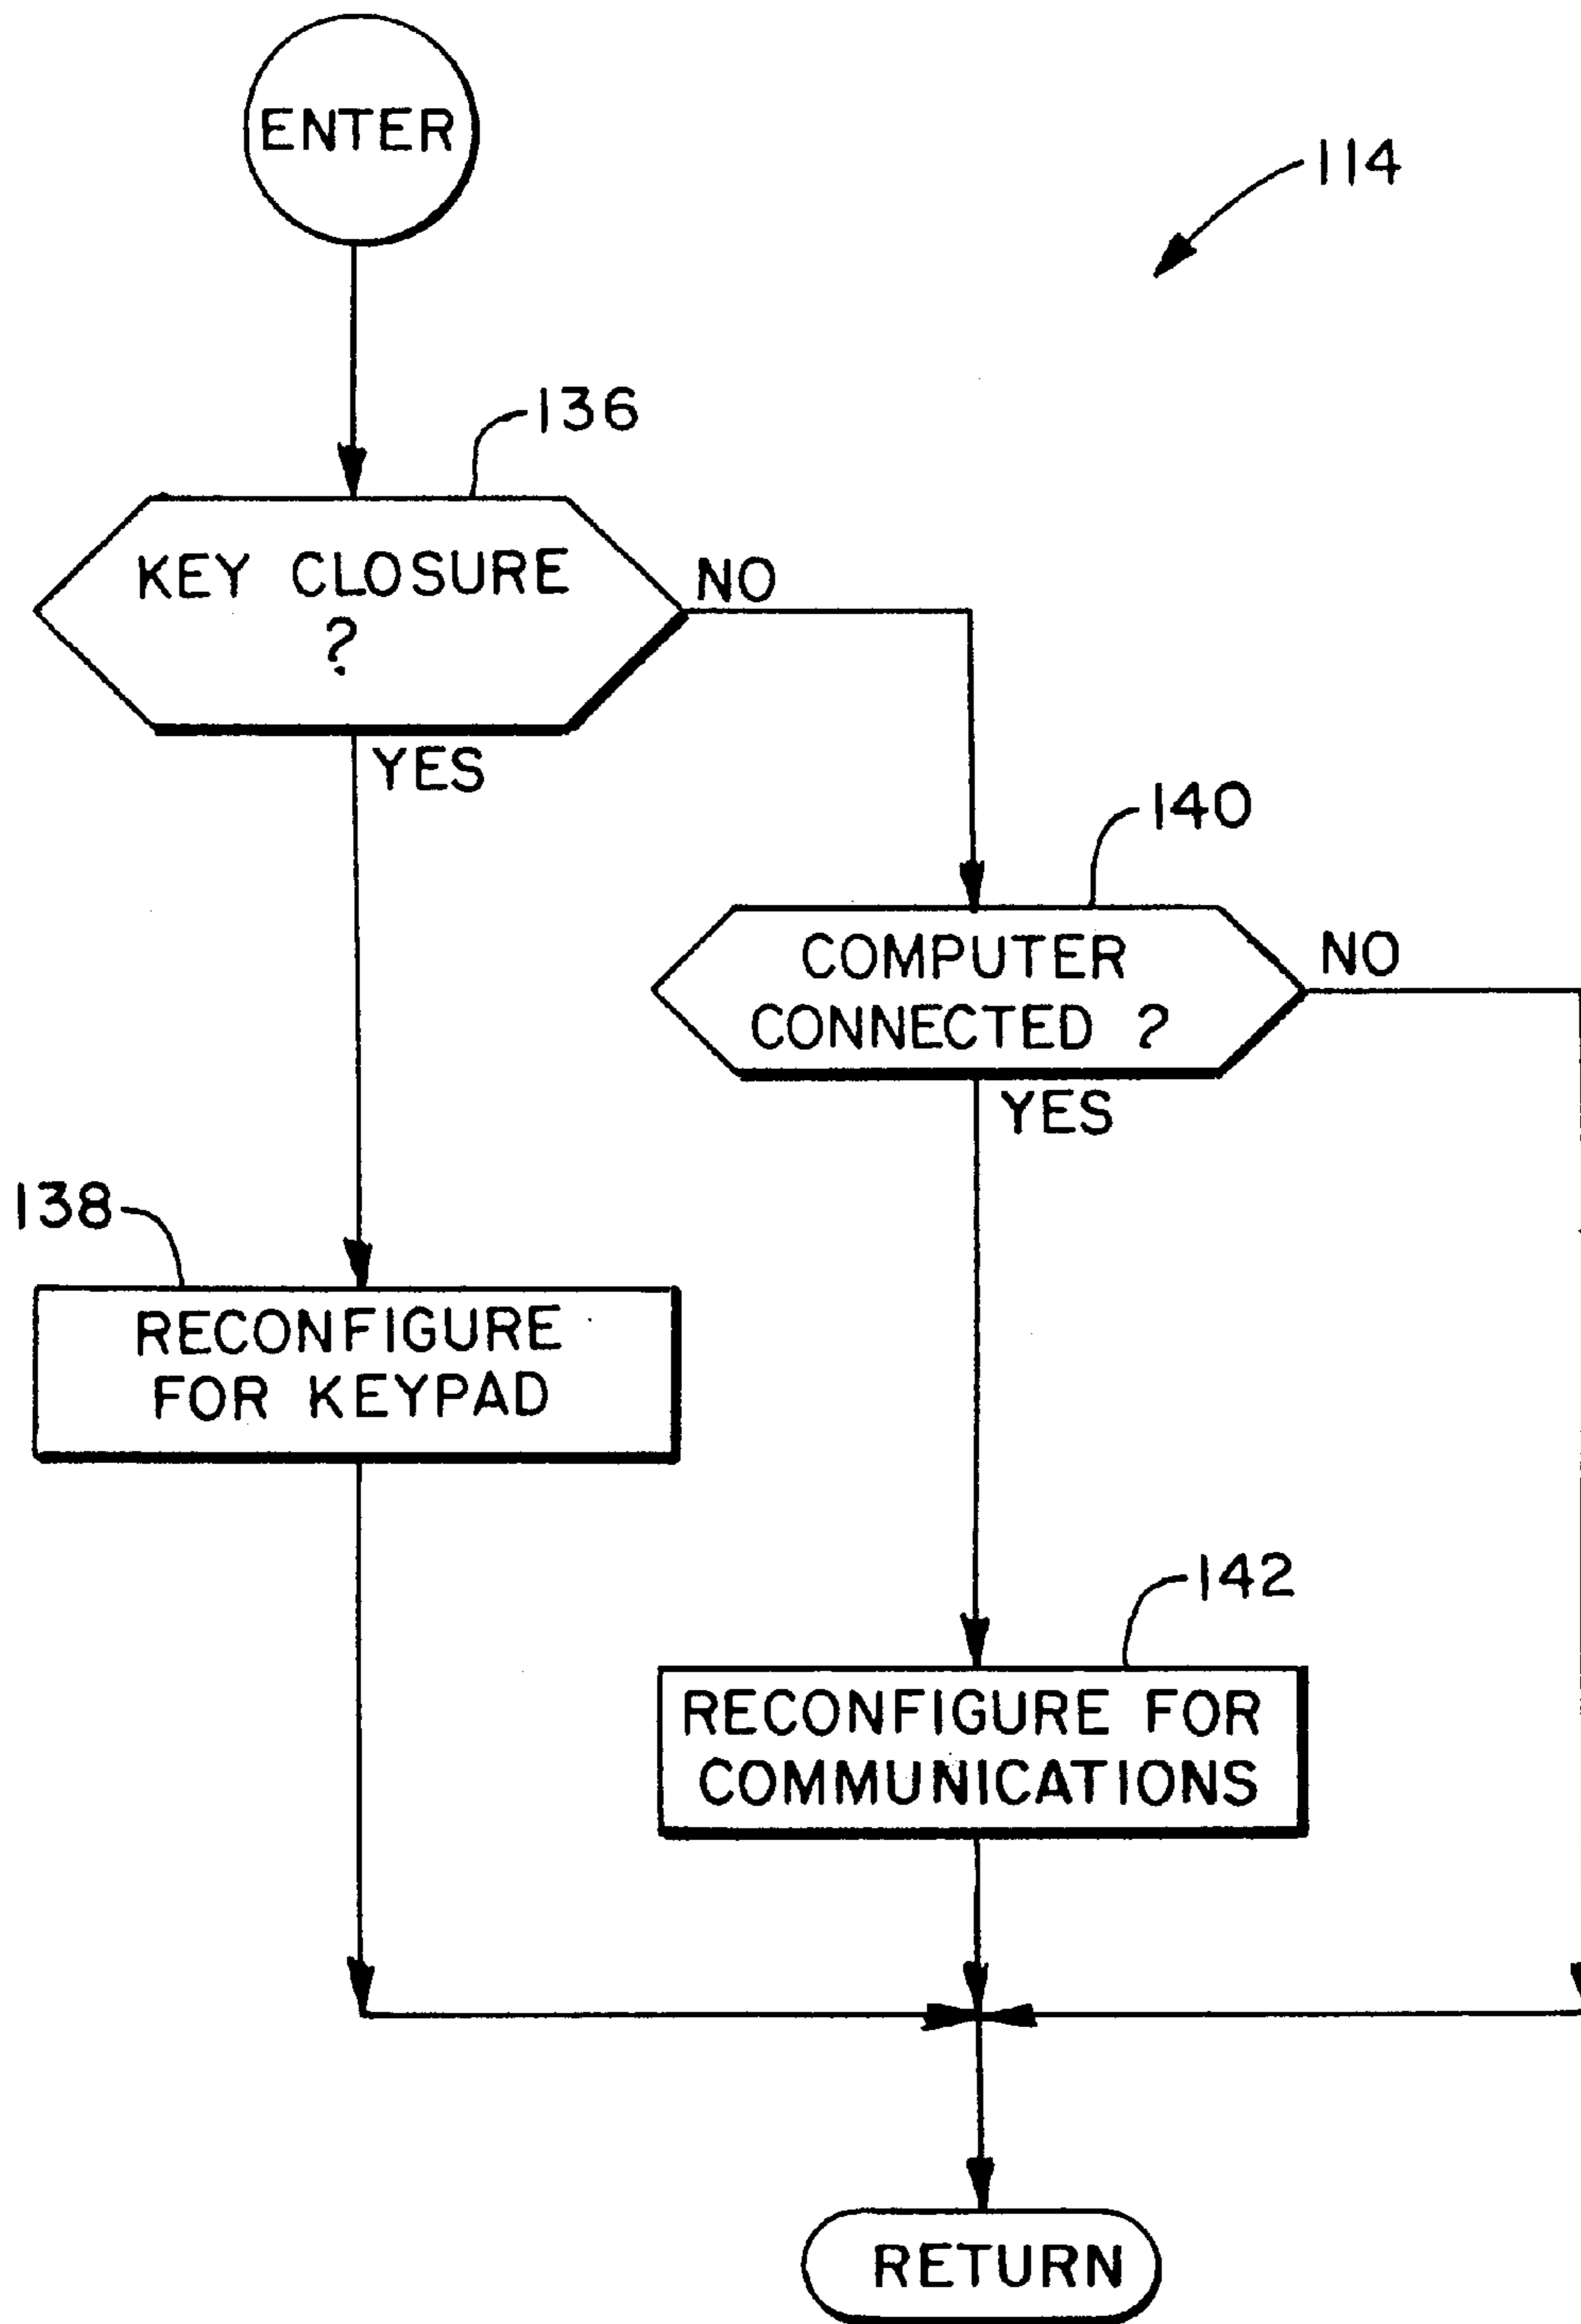 ENTER
114
136
KEY CLOSURE
?
NO
YES
140
COMPUTER
CONNECTED ?
NO
YES
138
RECONFIGURE
FOR KEYPAD
142
RECONFIGURE FOR
COMMUNICATIONS
RETURN